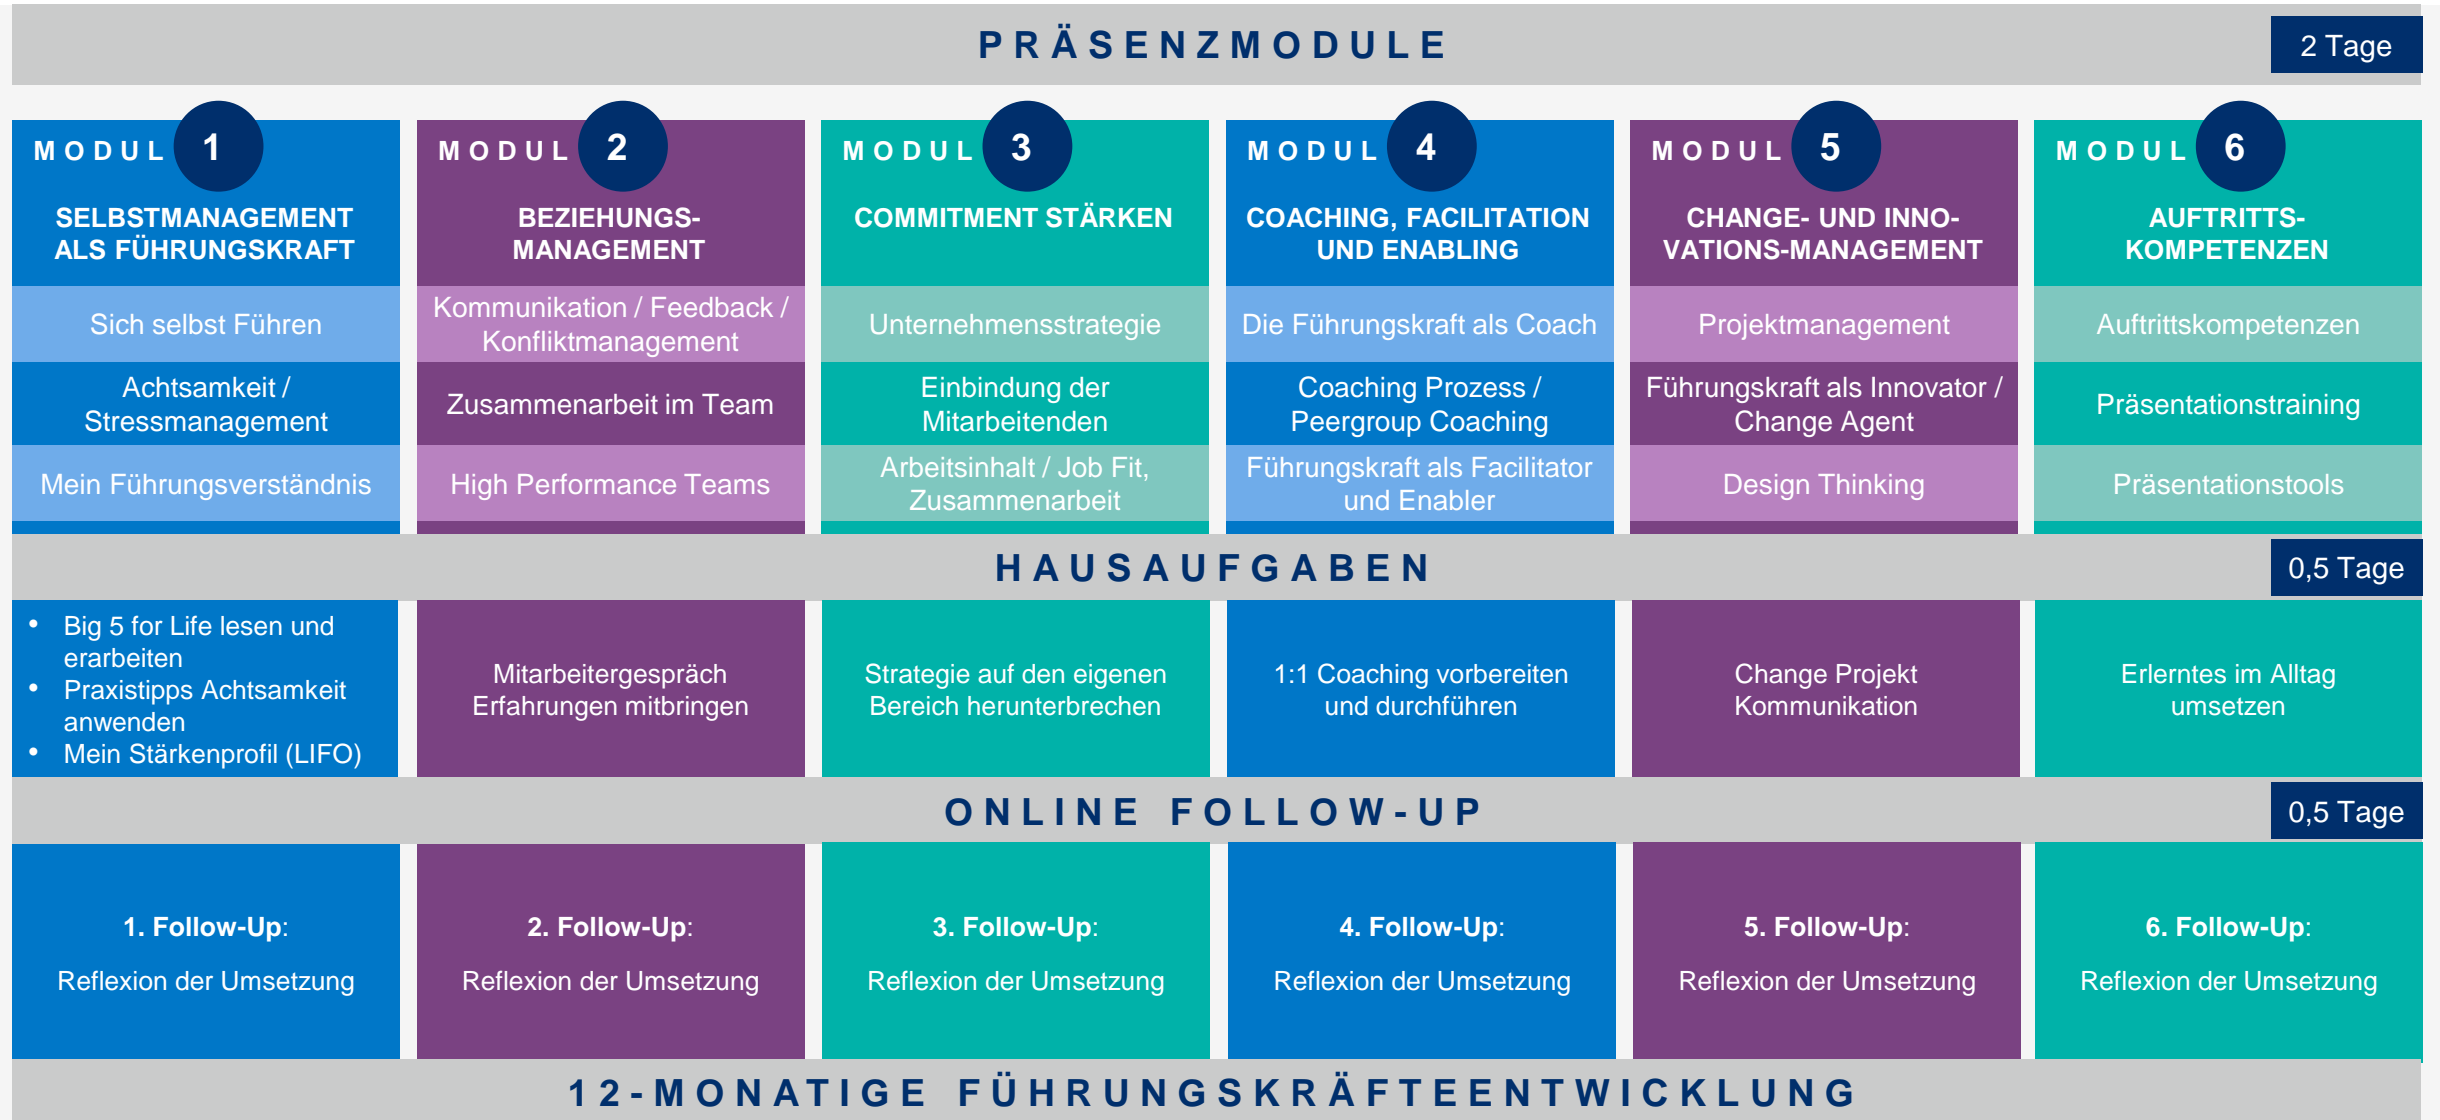 PRÄSENZMODULE
2 Tage
MODUL 1
SELBSTMANAGEMENT
ALS FÜHRUNGSKRAFT
Sich selbst Führen
Achtsamkeit /
Stressmanagement
Mein Führungsverständnis
MODUL 2
BEZIEHUNGS-
MANAGEMENT
Kommunikation / Feedback /
Konfliktmanagement
Zusammenarbeit im Team
High Performance Teams
MODUL 3
COMMITMENT STÄRKEN
Unternehmensstrategie
Einbindung der
Mitarbeitenden
Arbeitsinhalt / Job Fit,
Zusammenarbeit
MODUL 4
COACHING, FACILITATION
UND ENABLING
Die Führungskraft als Coach
Coaching Prozess /
Peergroup Coaching
Führungskraft als Facilitator
und Enabler
MODUL 5
CHANGE- UND INNO-
VATIONS-MANAGEMENT
Projektmanagement
Führungskraft als Innovator /
Change Agent
Design Thinking
MODUL 6
AUFTRITTS-
KOMPETENZEN
Auftrittskompetenzen
Präsentationstraining
Präsentationstools
HAUSAUFGABEN
0,5 Tage
• Big 5 for Life lesen und
erarbeiten
• Praxistipps Achtsamkeit
anwenden
• Mein Stärkenprofil (LIFO)
Mitarbeitergespräch
Erfahrungen mitbringen
Strategie auf den eigenen
Bereich herunterbrechen
1:1 Coaching vorbereiten
und durchführen
Change Projekt
Kommunikation
Erlerntes im Alltag
umsetzen
ONLINE FOLLOW-UP
0,5 Tage
1. Follow-Up:
Reflexion der Umsetzung
2. Follow-Up:
Reflexion der Umsetzung
3. Follow-Up:
Reflexion der Umsetzung
4. Follow-Up:
Reflexion der Umsetzung
5. Follow-Up:
Reflexion der Umsetzung
6. Follow-Up:
Reflexion der Umsetzung
12-MONATIGE FÜHRUNGSKRÄFTEENTWICKLUNG